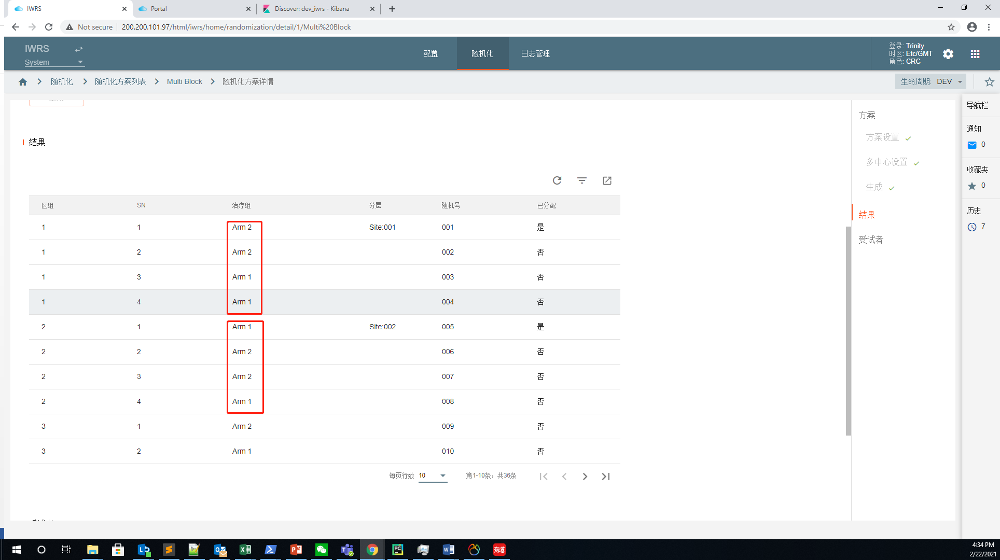 IWRS
Portal
Discover: dev_iwrs - Kibana
Not secure
200.200.101.97/html/iwrs/home/randomization/detail/1/Multi%20Block
IWRS
System
配置
随机化
日志管理
登录: Trinity
时区: Etc/GMT
角色: CRC
随机化
随机化方案列表
Multi Block
随机化方案详情
生命周期: DEV
结果
区组 SN 治疗组 分层 随机号 已分配
1 1 Arm 2 Site:001 001 是
1 2 Arm 2 002 否
1 3 Arm 1 003 否
1 4 Arm 1 004 否
2 1 Arm 1 Site:002 005 是
2 2 Arm 2 006 否
2 3 Arm 2 007 否
2 4 Arm 1 008 否
3 1 Arm 2 009 否
3 2 Arm 1 010 否
每页行数 10 第1-10条，共36条
方案
方案设置
多中心设置
生成
结果
受试者
导航栏
通知
0
收藏夹
0
历史
7
有道
4:34 PM
2/22/2021